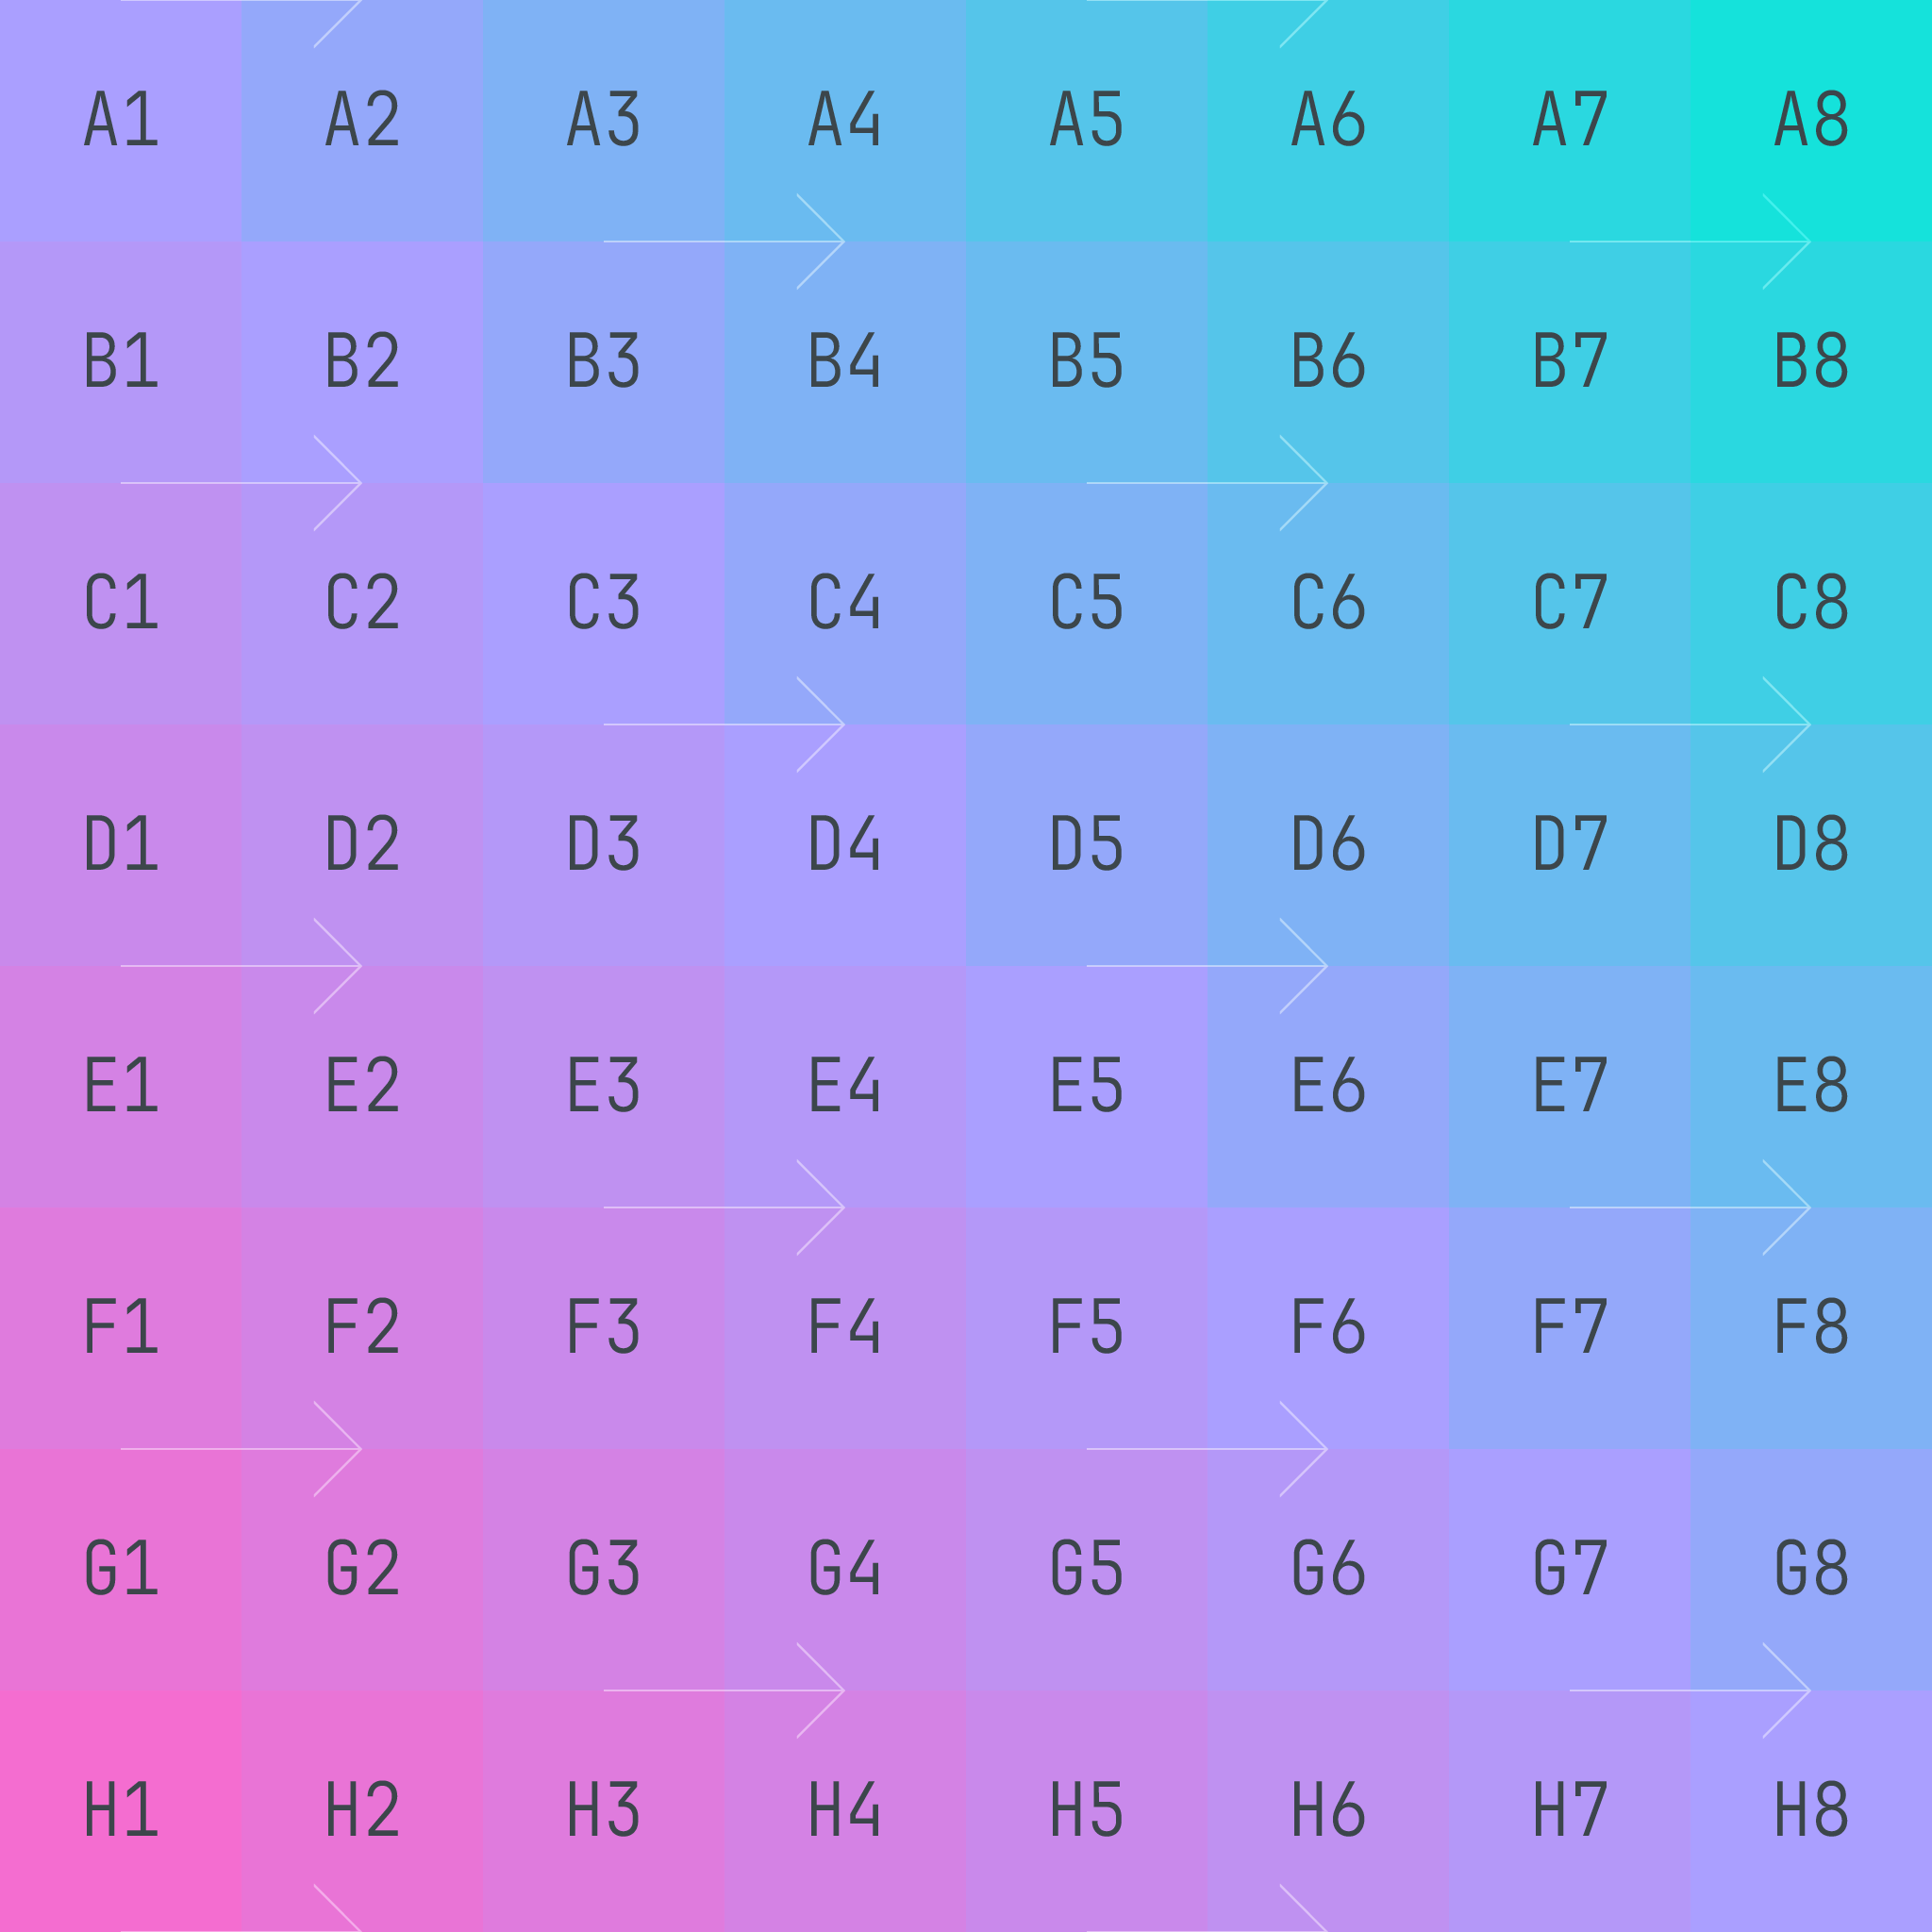 A1 A2 A3 A4 A5 A6 A7 A8
B1 B2 B3 B4 B5 B6 B7 B8
C1 C2 C3 C4 C5 C6 C7 C8
D1 D2 D3 D4 D5 D6 D7 D8
E1 E2 E3 E4 E5 E6 E7 E8
F1 F2 F3 F4 F5 F6 F7 F8
G1 G2 G3 G4 G5 G6 G7 G8
H1 H2 H3 H4 H5 H6 H7 H8